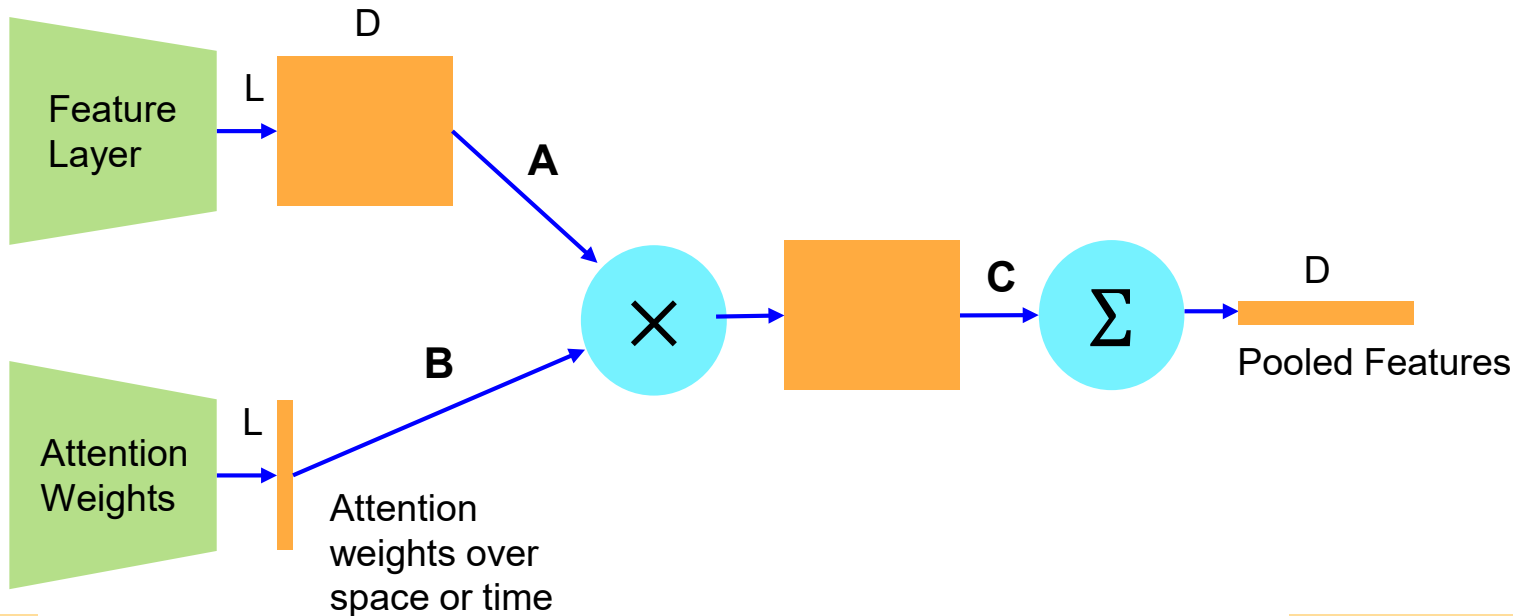 D
L
Feature
Layer
A
×
C
Σ
D
Pooled Features
B
L
Attention
Weights
Attention
weights over
space or time